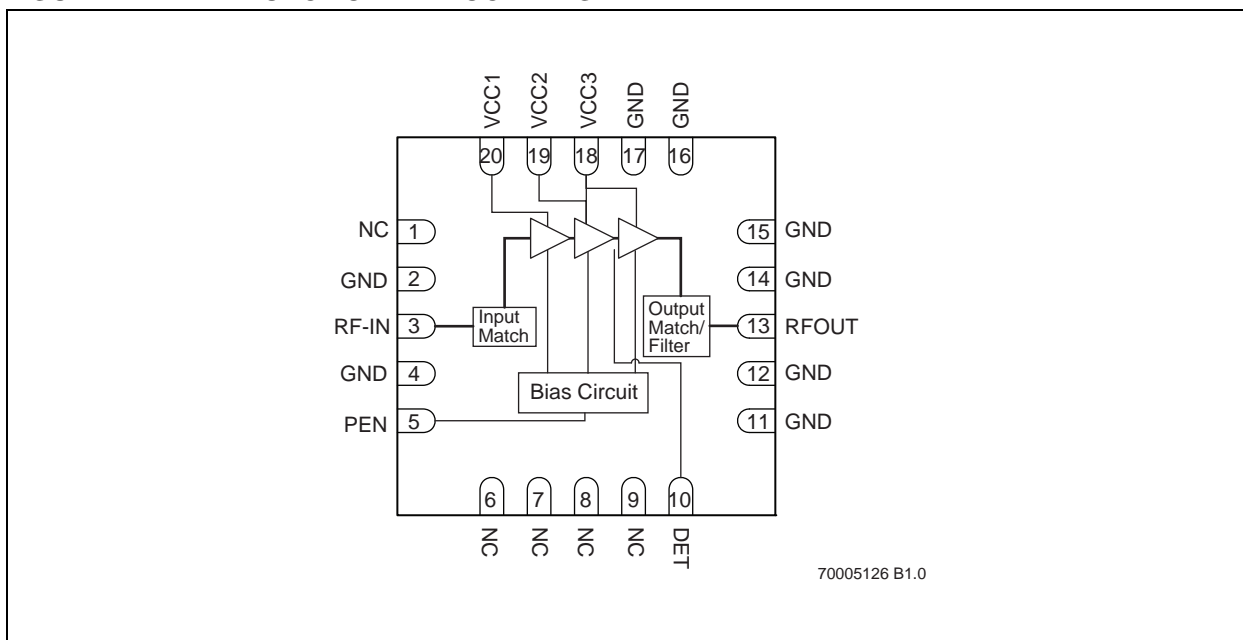 VCC1
VCC2
VCC3
GND
GND
20
19
18
17
16
NC
1
15
GND
GND
2
14
GND
RF-IN
3
Input
Match
Output
Match/
Filter
13
RFOUT
GND
4
12
GND
Bias Circuit
PEN
5
11
GND
6
7
8
9
10
NC
NC
NC
NC
DET
70005126 B1.0